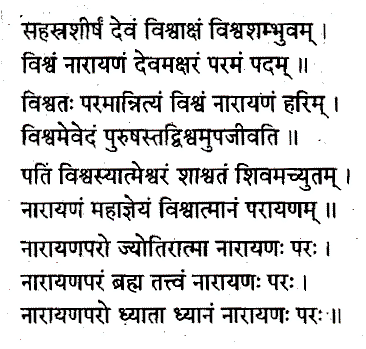 सहस्रशीर्षं देवं विश्वाक्षं विश्वशम्भुवम् ।
विश्वं नारायणं देवमक्षरं परमं पदम् ॥
विश्वतः परमान्नित्यं विश्वं नारायणं हरिम् ।
विश्वमेवेदं पुरुषस्तद्विश्वमुपजीवति ॥
पतिं विश्वस्यात्मेश्वरं शाश्वतं शिवमच्युतम् ।
नारायणं महाज्ञेयं विश्वात्मानं परायणम् ॥
नारायणपरो ज्योतिरात्मा नारायणः परः ।
नारायणपरं ब्रह्म तत्त्वं नारायणः परः ।
नारायणपरो ध्याता ध्यानं नारायणः परः ॥